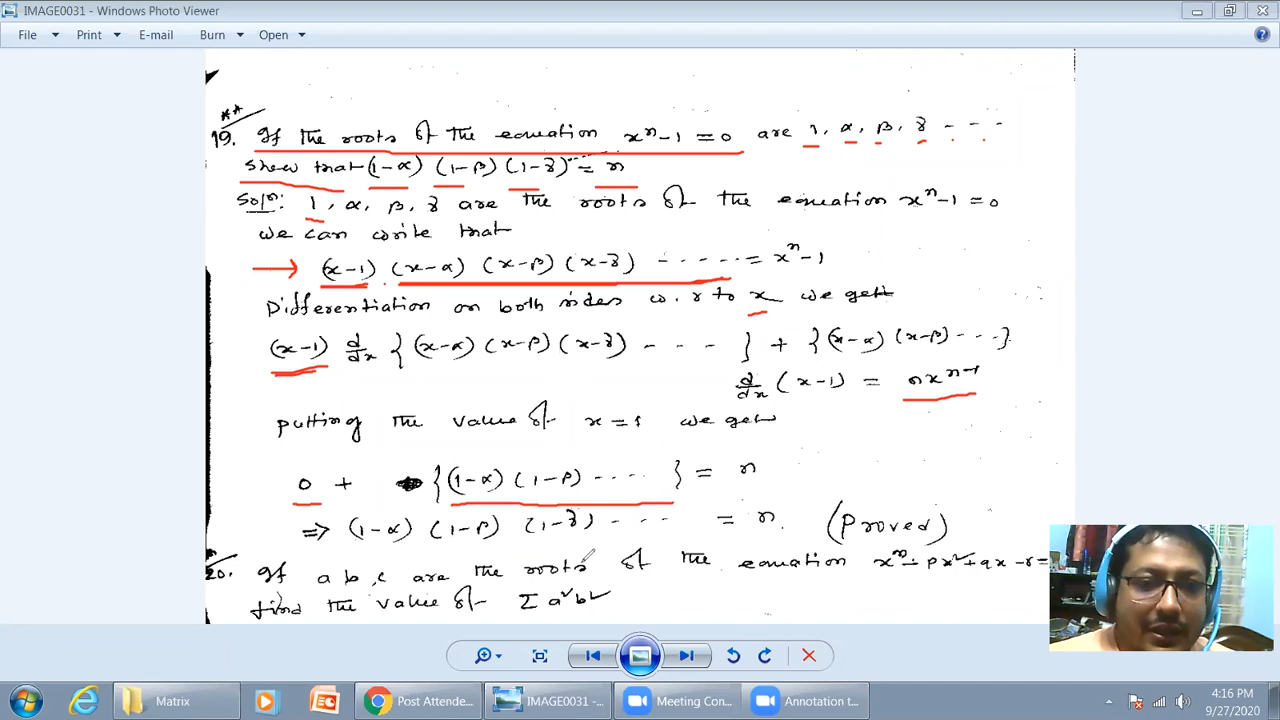 IMAGE0031 - Windows Photo Viewer
File Print E-mail Burn Open
19. If the roots of the equation xⁿ-1 = 0 are 1, α, β, γ - - - -
Shew that (1-α) (1-β) (1-γ) ---- = n
Solⁿ: 1, α, β, γ are the roots of the equation xⁿ-1 = 0
we can write that
→ (x-1) (x-α) (x-β) (x-γ) ------ = xⁿ-1
Differentiation on both sides w.r to x we get
(x-1) d/dx { (x-α) (x-β) (x-γ) - - - - } + { (x-α) (x-β) --- }
d/dx (x-1) = nxⁿ⁻¹
putting the value of x = 1 we get
0 + { (1-α) (1-β) ---- } = n
⇒ (1-α) (1-β) (1-γ) ---- = n. (Proved)
20. If a b, c are the roots of the equation - px² + qx - r =
find the value of Σ a²b²
Matrix
Post Attende...
IMAGE0031 -...
Meeting Con...
Annotation t...
4:16 PM
9/27/2020